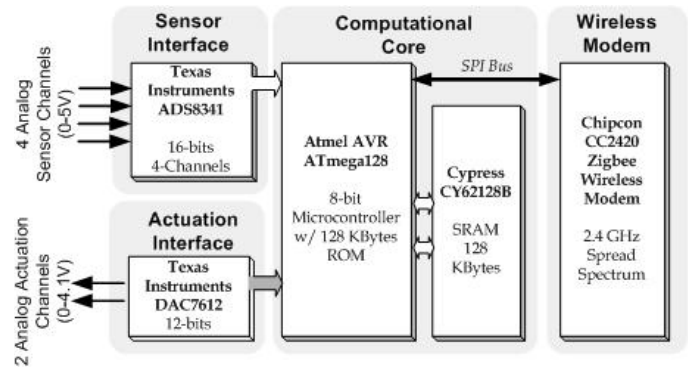 Sensor
Interface
Computational
Core
Wireless
Modem
4 Analog
Sensor Channels
(0-5V)
Texas
Instruments
ADS8341
16-bits
4-Channels
SPI Bus
Atmel AVR
ATmega128
8-bit
Microcontroller
w/ 128 KBytes
ROM
Cypress
CY62128B
SRAM
128
KBytes
Chipcon
CC2420
Zigbee
Wireless
Modem
2.4 GHz
Spread
Spectrum
Actuation
Interface
2 Analog Actuation
Channels
(0-4.1V)
Texas
Instruments
DAC7612
12-bits